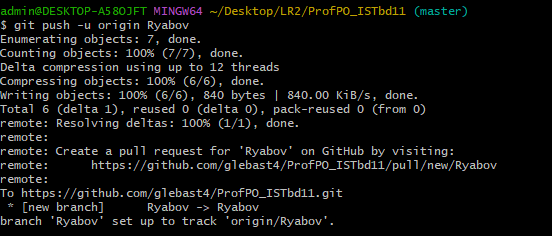 admin@DESKTOP-A58OJFT MINGW64 ~/Desktop/LR2/ProfPO_ISTbd11 (master)
$ git push -u origin Ryabov
Enumerating objects: 7, done.
Counting objects: 100% (7/7), done.
Delta compression using up to 12 threads
Compressing objects: 100% (6/6), done.
Writing objects: 100% (6/6), 840 bytes | 840.00 KiB/s, done.
Total 6 (delta 1), reused 0 (delta 0), pack-reused 0 (from 0)
remote: Resolving deltas: 100% (1/1), done.
remote:
remote: Create a pull request for 'Ryabov' on GitHub by visiting:
remote:      https://github.com/glebast4/ProfPO_ISTbd11/pull/new/Ryabov
remote:
To https://github.com/glebast4/ProfPO_ISTbd11.git
 * [new branch]      Ryabov -> Ryabov
branch 'Ryabov' set up to track 'origin/Ryabov'.